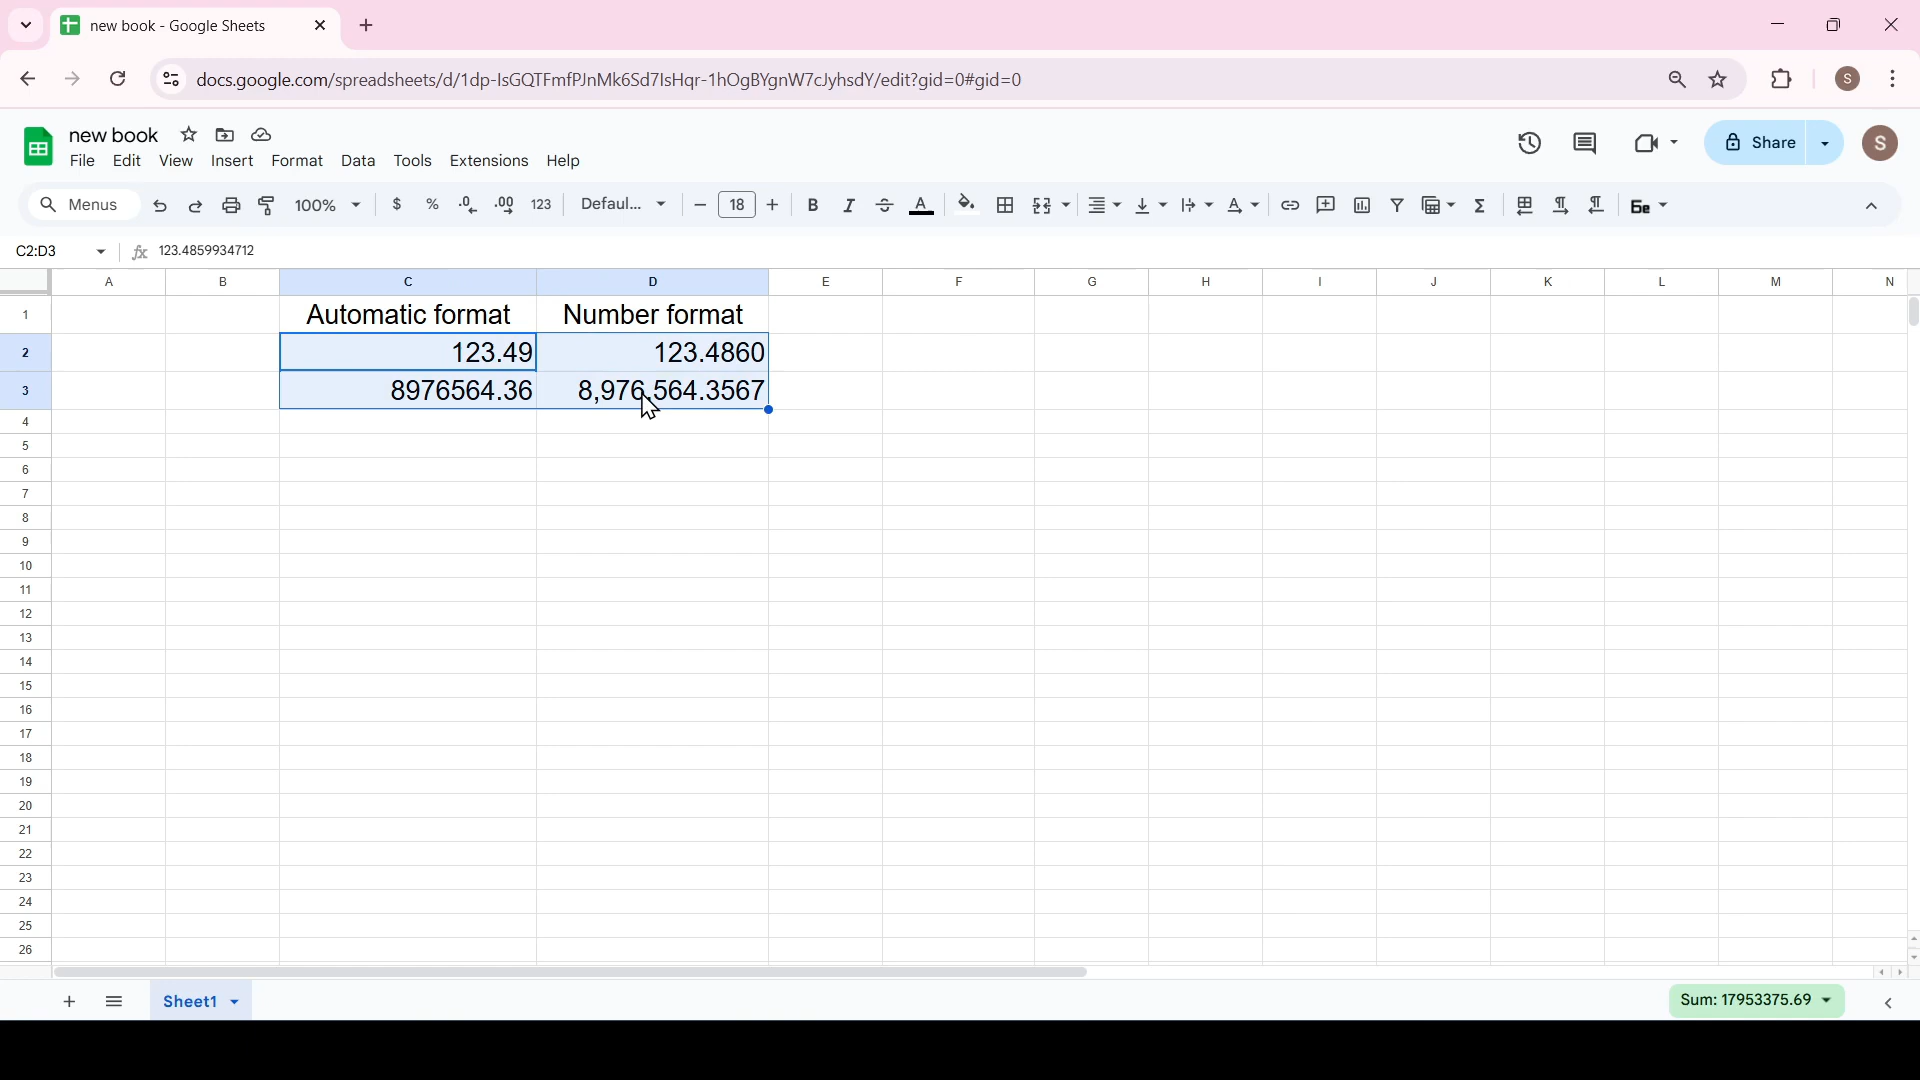 new book - Google Sheets
docs.google.com/spreadsheets/d/1dp-IsGQTFmfPJnMk6Sd7IsHqr-1hOgBYgnW7cJyhsdY/edit?gid=0#gid=0
S
new book
File Edit View Insert Format Data Tools Extensions Help
Share
S
Menus 100% $ % .0 .00 123 Defaul... 18 B I A A Бе
C2:D3 fx 123.4859934712
A B C D E F G H I J K L M N
1 Automatic format Number format
2 123.49 123.4860
3 8976564.36 8,976,564.3567
4
5
6
7
8
9
10
11
12
13
14
15
16
17
18
19
20
21
22
23
24
25
26
Sheet1
Sum: 17953375.69